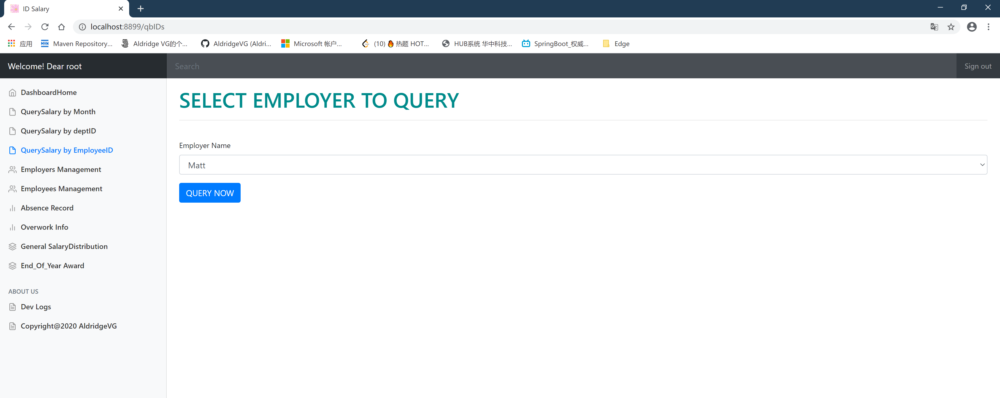 ID Salary
localhost:8899/qbIDs
应用
Maven Repository...
Aldridge VG的个...
AldridgeVG (Aldri...
Microsoft 帐户...
(10) 🔥 热题 HOT...
HUB系统 华中科技...
SpringBoot_权威...
Edge
Welcome! Dear root
Search
Sign out
DashboardHome
QuerySalary by Month
QuerySalary by deptID
QuerySalary by EmployeeID
Employers Management
Employees Management
Absence Record
Overwork Info
General SalaryDistribution
End_Of_Year Award
ABOUT US
Dev Logs
Copyright@2020 AldridgeVG
SELECT EMPLOYER TO QUERY
Employer Name
Matt
QUERY NOW